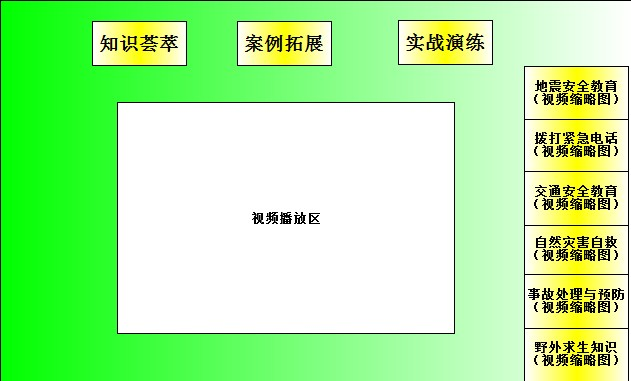 知识荟萃
案例拓展
实战演练
地震安全教育
（视频缩略图）
拨打紧急电话
（视频缩略图）
交通安全教育
（视频缩略图）
视频播放区
自然灾害自救
（视频缩略图）
事故处理与预防
（视频缩略图）
野外求生知识
（视频缩略图）